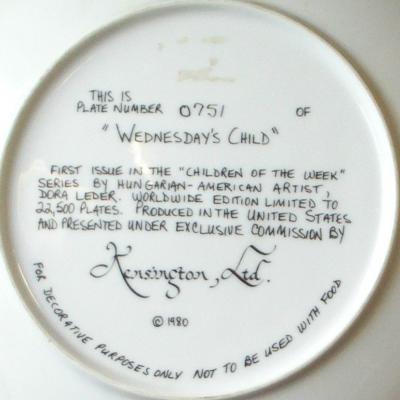 THIS IS
PLATE NUMBER 0751 OF
"WEDNESDAY'S CHILD"
FIRST ISSUE IN THE "CHILDREN OF THE WEEK"
SERIES BY HUNGARIAN-AMERICAN ARTIST,
DORA LEDER. WORLDWIDE EDITION LIMITED TO
22,500 PLATES. PRODUCED IN THE UNITED STATES
AND PRESENTED UNDER EXCLUSIVE COMMISSION BY
Kensington, Ltd.
© 1980
FOR DECORATIVE PURPOSES ONLY NOT TO BE USED WITH FOOD